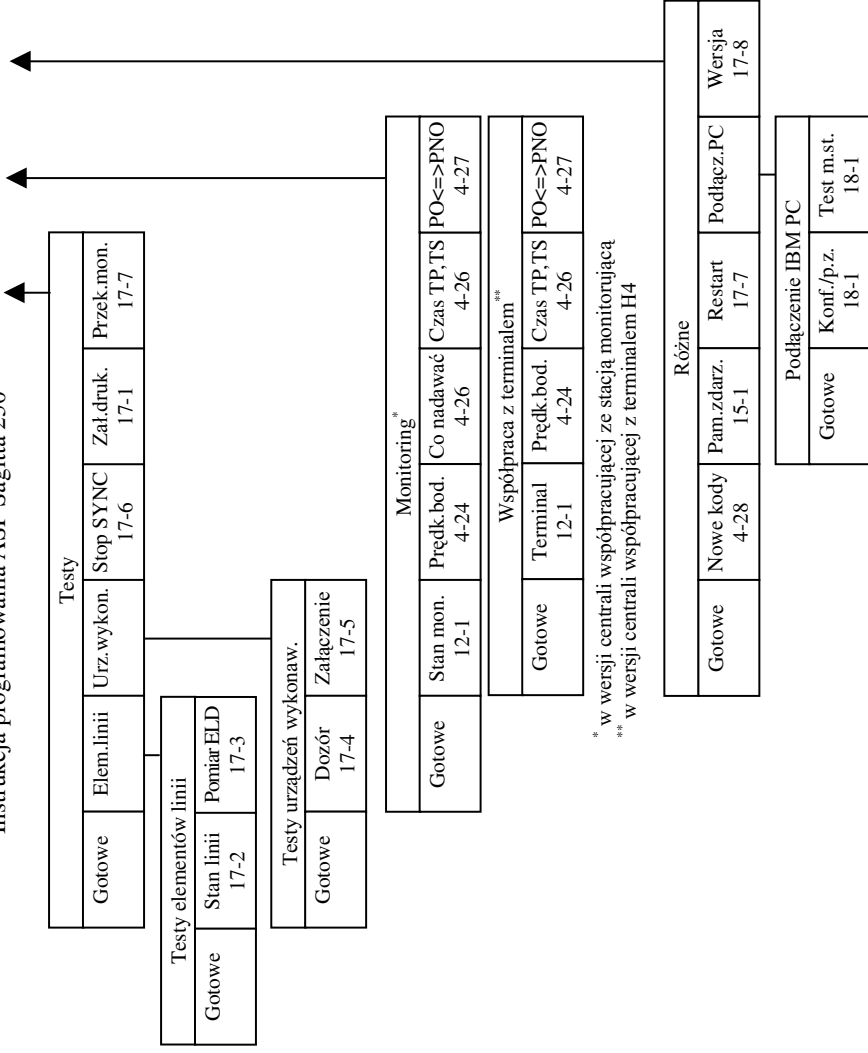 Testy
Gotowe
Elem.linii
Urz.wykon.
Stop SYNC
17-6
Zał.druk.
17-1
Przek.mon.
17-7
Testy elementów linii
Gotowe
Stan linii
17-2
Pomiar ELD
17-3
Testy urządzeń wykonaw.
Gotowe
Dozór
17-4
Załączenie
17-5
Monitoring*
Gotowe
Stan mon.
12-1
Prędk.bod.
4-24
Co nadawać
4-26
Czas TP,TS
4-26
PO<=>PNO
4-27
Współpraca z terminalem**
Gotowe
Terminal
12-1
Prędk.bod.
4-24
Czas TP,TS
4-26
PO<=>PNO
4-27
* w wersji centrali współpracującej ze stacją monitorującą
** w wersji centrali współpracującej z terminalem H4
Różne
Gotowe
Nowe kody
4-28
Pam.zdarz.
15-1
Restart
17-7
Podłącz.PC
Wersja
17-8
Podłączenie IBM PC
Gotowe
Konf./p.z.
18-1
Test m.st.
18-1